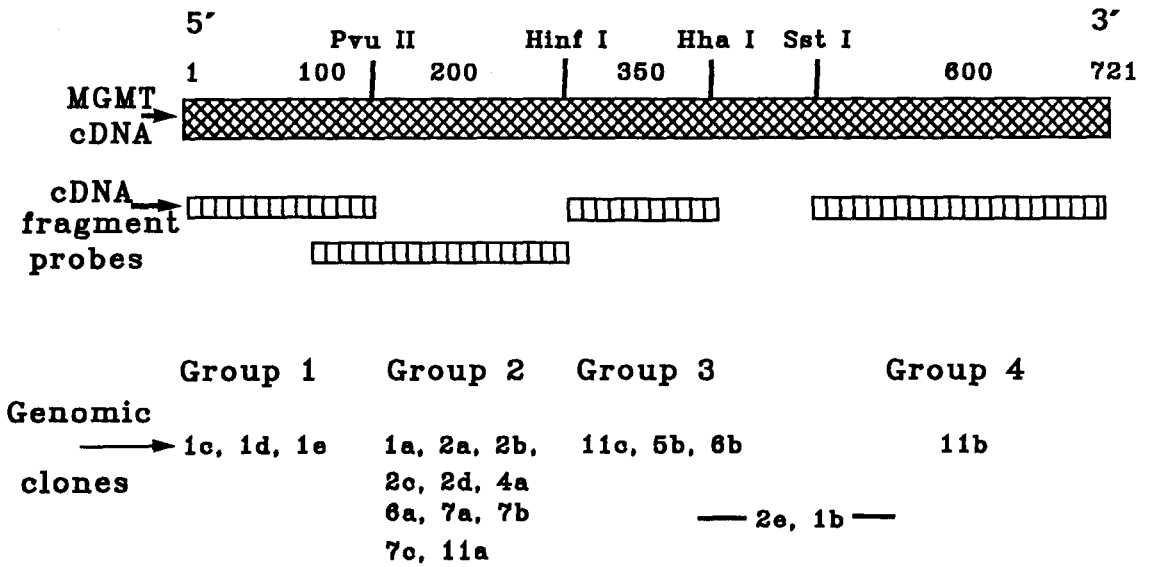 5′ 3′
Pvu II Hinf I Hha I Sst I
1 100 200 350 600 721
MGMT
cDNA
cDNA
fragment
probes
Group 1 Group 2 Group 3 Group 4
Genomic
clones
1c, 1d, 1e
1a, 2a, 2b,
2c, 2d, 4a
6a, 7a, 7b
7c, 11a
11c, 5b, 6b
2e, 1b
11b